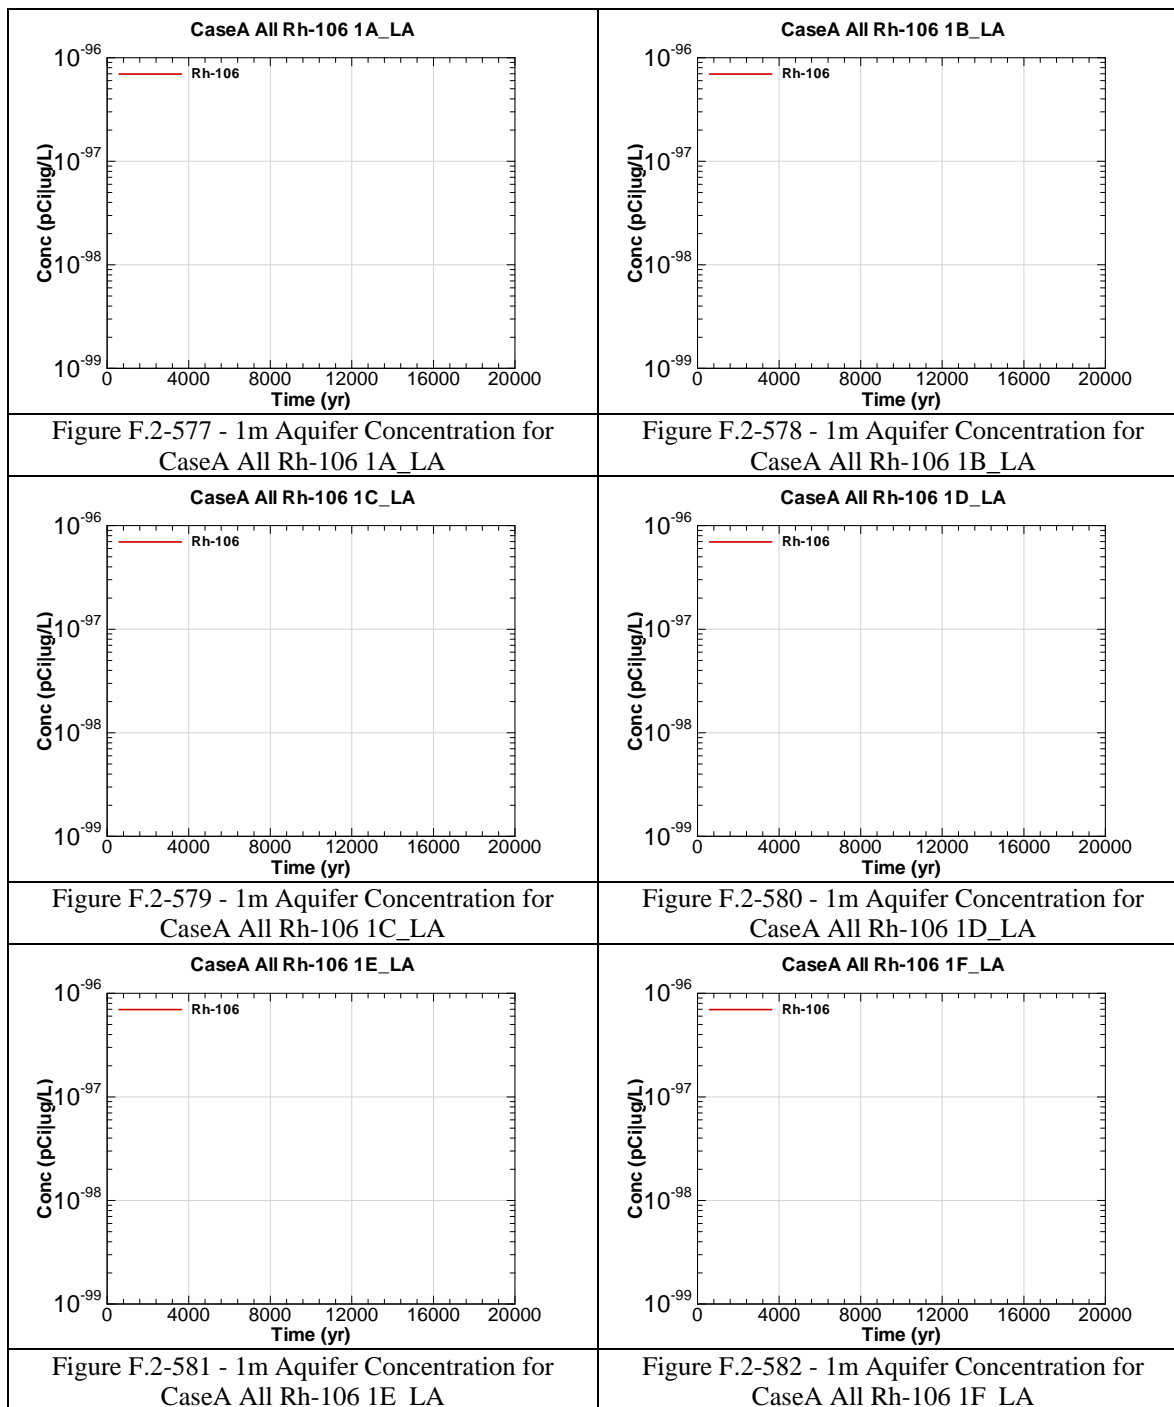 CaseA All Rh-106 1A_LA
Rh-106
Conc (pCi|ug/L)
10-96
10-97
10-98
10-99
0 4000 8000 12000 16000 20000
Time (yr)
Figure F.2-577 - 1m Aquifer Concentration for
CaseA All Rh-106 1A_LA
CaseA All Rh-106 1B_LA
Rh-106
Conc (pCi|ug/L)
10-96
10-97
10-98
10-99
0 4000 8000 12000 16000 20000
Time (yr)
Figure F.2-578 - 1m Aquifer Concentration for
CaseA All Rh-106 1B_LA
CaseA All Rh-106 1C_LA
Rh-106
Conc (pCi|ug/L)
10-96
10-97
10-98
10-99
0 4000 8000 12000 16000 20000
Time (yr)
Figure F.2-579 - 1m Aquifer Concentration for
CaseA All Rh-106 1C_LA
CaseA All Rh-106 1D_LA
Rh-106
Conc (pCi|ug/L)
10-96
10-97
10-98
10-99
0 4000 8000 12000 16000 20000
Time (yr)
Figure F.2-580 - 1m Aquifer Concentration for
CaseA All Rh-106 1D_LA
CaseA All Rh-106 1E_LA
Rh-106
Conc (pCi|ug/L)
10-96
10-97
10-98
10-99
0 4000 8000 12000 16000 20000
Time (yr)
Figure F.2-581 - 1m Aquifer Concentration for
CaseA All Rh-106 1E_LA
CaseA All Rh-106 1F_LA
Rh-106
Conc (pCi|ug/L)
10-96
10-97
10-98
10-99
0 4000 8000 12000 16000 20000
Time (yr)
Figure F.2-582 - 1m Aquifer Concentration for
CaseA All Rh-106 1F_LA